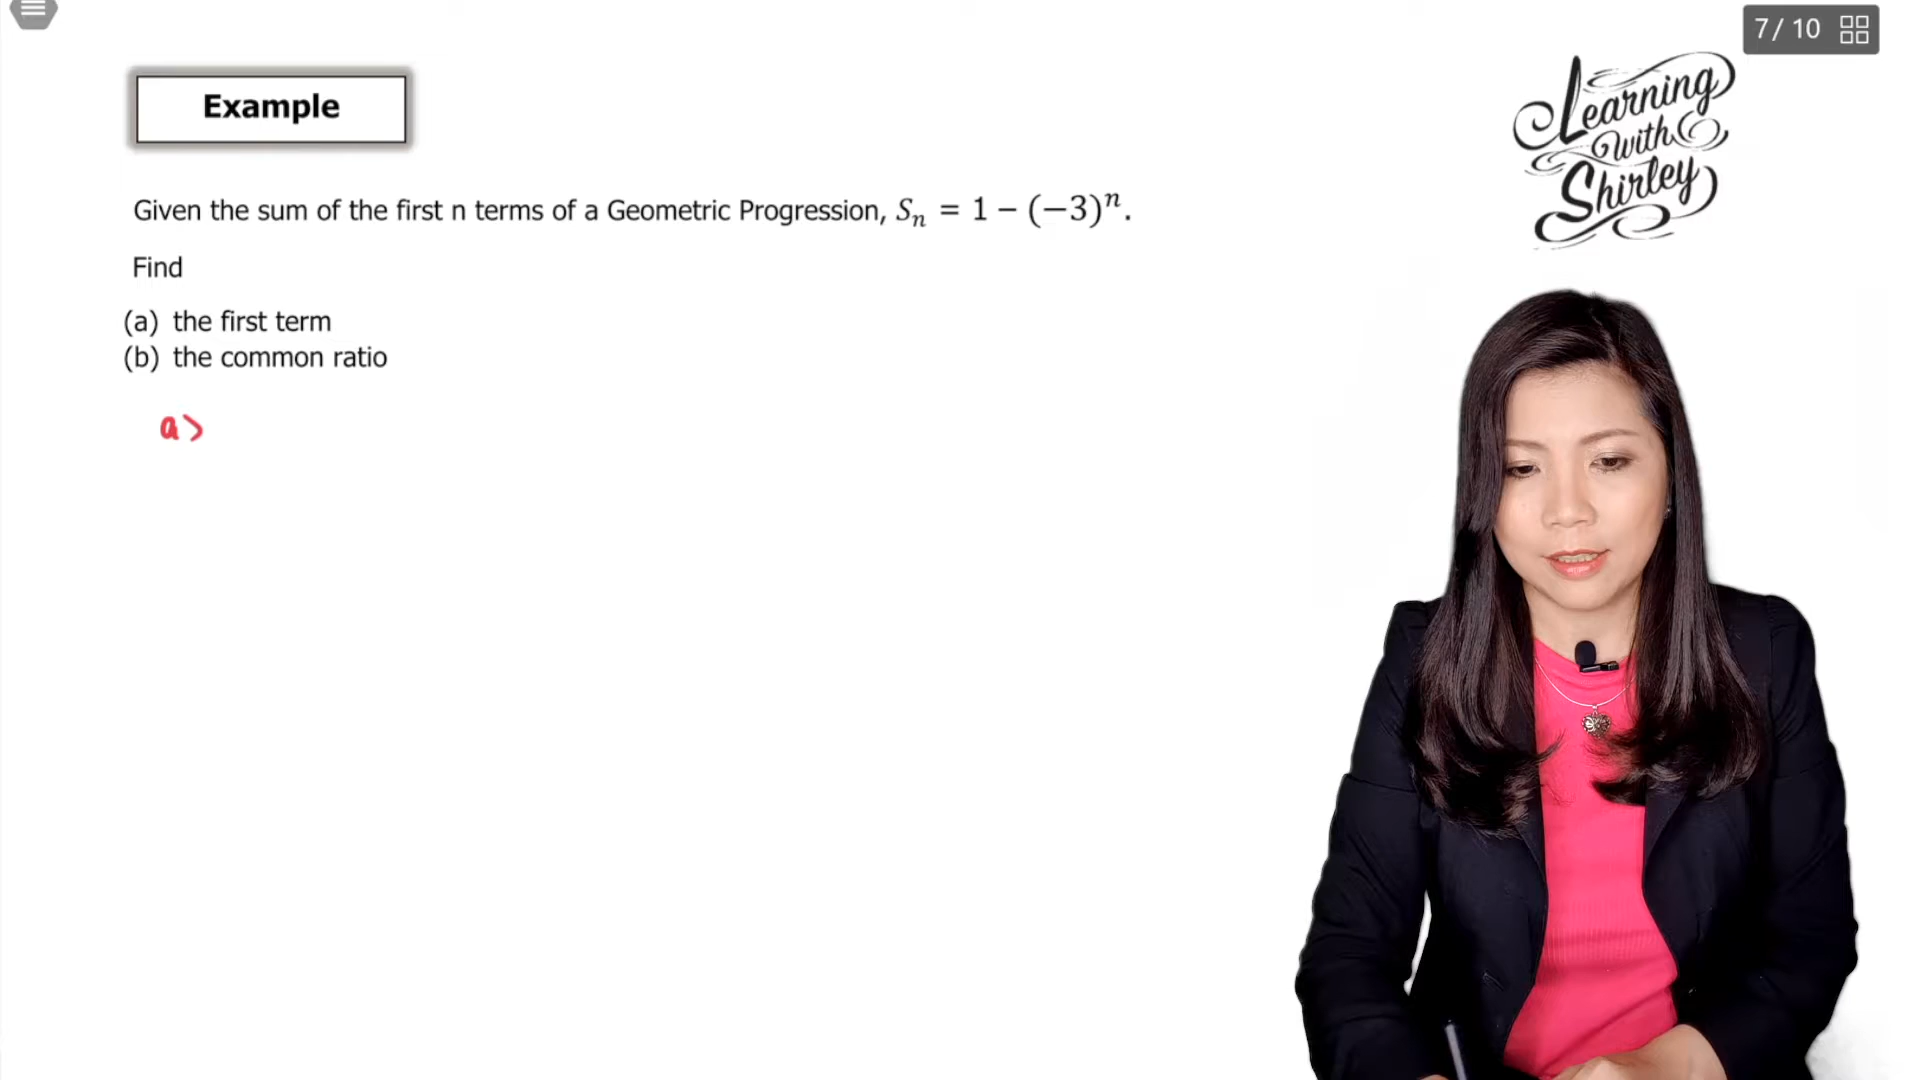 7/ 10
Example
Learning
With
Shirley
Given the sum of the first n terms of a Geometric Progression, Sₙ = 1 − (−3)ⁿ.
Find
(a) the first term
(b) the common ratio
a>